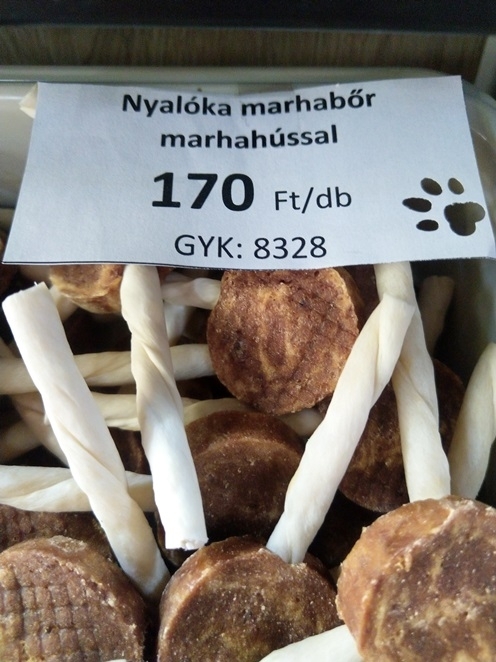 Nyalóka marhabőr
marhahússal
170 Ft/db
GYK: 8328